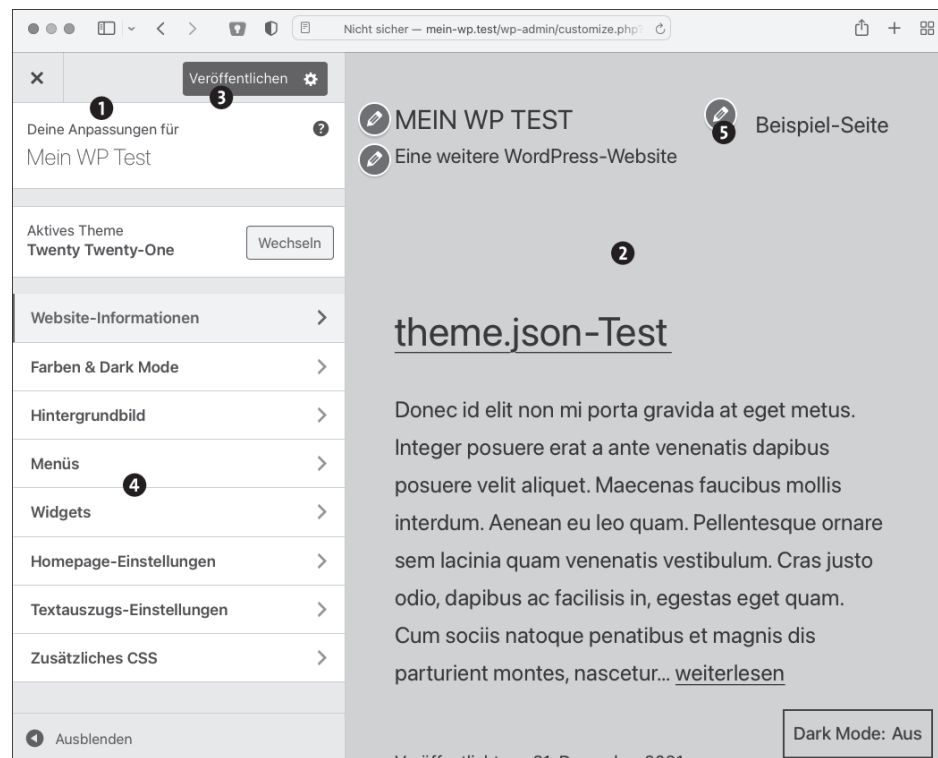 Nicht sicher — mein-wp.test/wp-admin/customize.php?
Veröffentlichen
❶
❸
Deine Anpassungen für
Mein WP Test
Aktives Theme
Twenty Twenty-One
Wechseln
Website-Informationen
Farben & Dark Mode
Hintergrundbild
Menüs
❹
Widgets
Homepage-Einstellungen
Textauszugs-Einstellungen
Zusätzliches CSS
Ausblenden
MEIN WP TEST
❺
Beispiel-Seite
Eine weitere WordPress-Website
❷
theme.json-Test
Donec id elit non mi porta gravida at eget metus.
Integer posuere erat a ante venenatis dapibus
posuere velit aliquet. Maecenas faucibus mollis
interdum. Aenean eu leo quam. Pellentesque ornare
sem lacinia quam venenatis vestibulum. Cras justo
odio, dapibus ac facilisis in, egestas eget quam.
Cum sociis natoque penatibus et magnis dis
parturient montes, nascetur... weiterlesen
Dark Mode: Aus